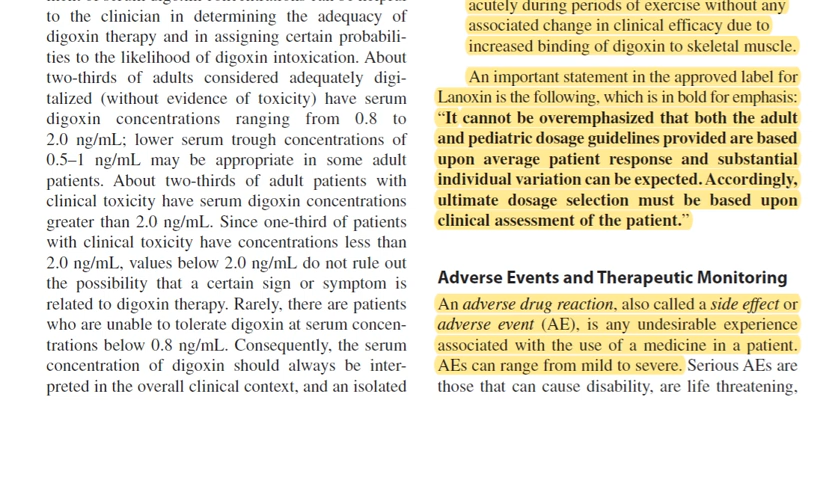 to the clinician in determining the adequacy of
digoxin therapy and in assigning certain probabili-
ties to the likelihood of digoxin intoxication. About
two-thirds of adults considered adequately digi-
talized (without evidence of toxicity) have serum
digoxin concentrations ranging from 0.8 to
2.0 ng/mL; lower serum trough concentrations of
0.5–1 ng/mL may be appropriate in some adult
patients. About two-thirds of adult patients with
clinical toxicity have serum digoxin concentrations
greater than 2.0 ng/mL. Since one-third of patients
with clinical toxicity have concentrations less than
2.0 ng/mL, values below 2.0 ng/mL do not rule out
the possibility that a certain sign or symptom is
related to digoxin therapy. Rarely, there are patients
who are unable to tolerate digoxin at serum concen-
trations below 0.8 ng/mL. Consequently, the serum
concentration of digoxin should always be inter-
preted in the overall clinical context, and an isolated
acutely during periods of exercise without any
associated change in clinical efficacy due to
increased binding of digoxin to skeletal muscle.
An important statement in the approved label for
Lanoxin is the following, which is in bold for emphasis:
“It cannot be overemphasized that both the adult
and pediatric dosage guidelines provided are based
upon average patient response and substantial
individual variation can be expected. Accordingly,
ultimate dosage selection must be based upon
clinical assessment of the patient.”
Adverse Events and Therapeutic Monitoring
An adverse drug reaction, also called a side effect or
adverse event (AE), is any undesirable experience
associated with the use of a medicine in a patient.
AEs can range from mild to severe. Serious AEs are
those that can cause disability, are life threatening,